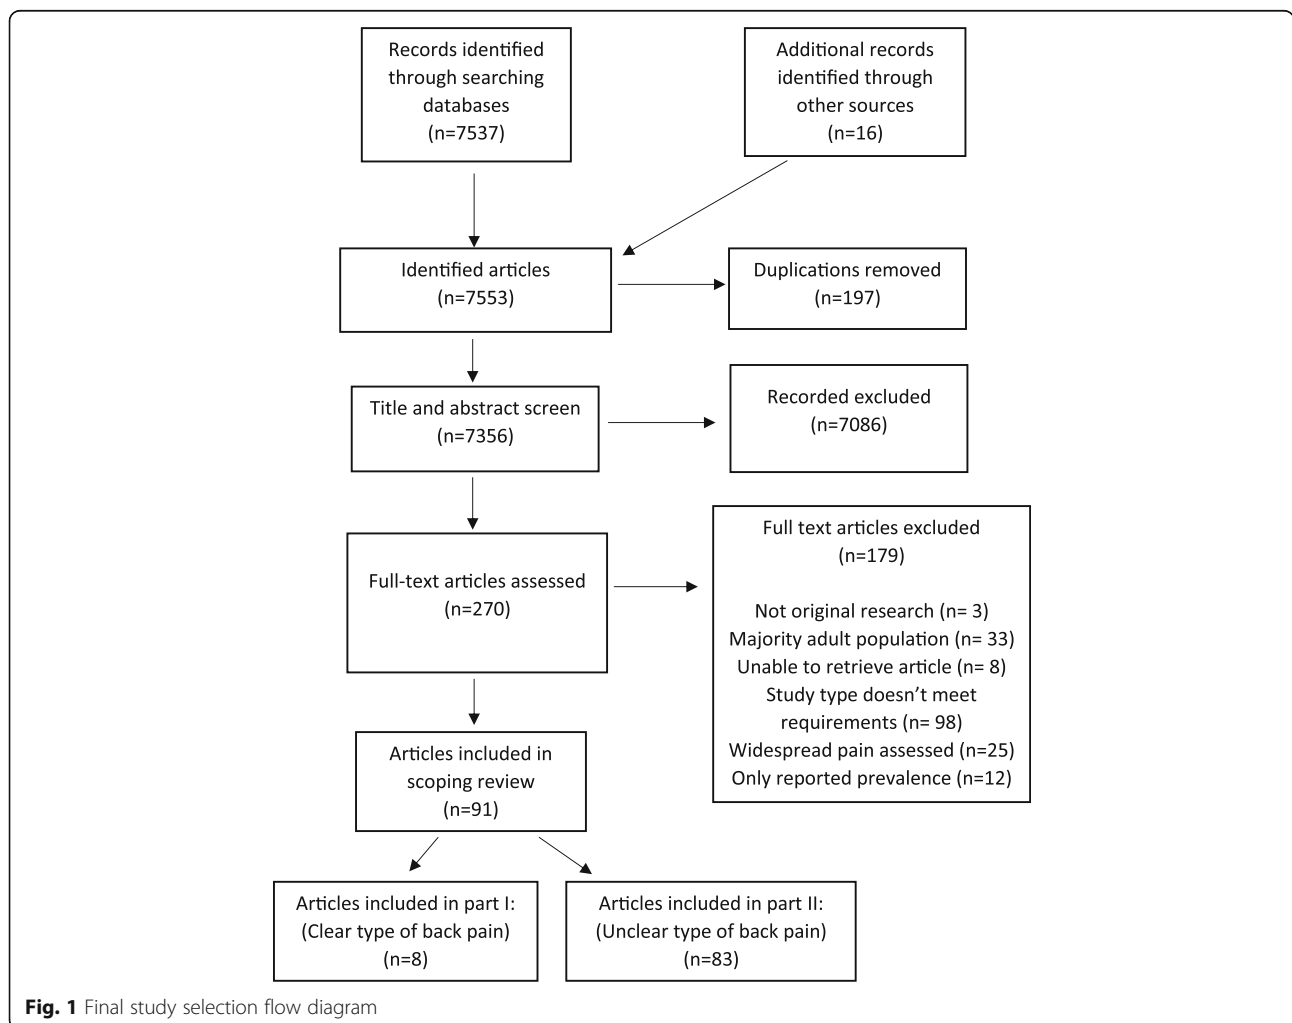 Records identified
through searching
databases
(n=7537)
Additional records
identified through
other sources
(n=16)
Identified articles
(n=7553)
Duplications removed
(n=197)
Title and abstract screen
(n=7356)
Recorded excluded
(n=7086)
Full-text articles assessed
(n=270)
Full text articles excluded
(n=179)
Not original research (n= 3)
Majority adult population (n= 33)
Unable to retrieve article (n= 8)
Study type doesn’t meet
requirements (n= 98)
Widespread pain assessed (n=25)
Only reported prevalence (n=12)
Articles included in
scoping review
(n=91)
Articles included in part I:
(Clear type of back pain)
(n=8)
Articles included in part II:
(Unclear type of back pain)
(n=83)
Fig. 1 Final study selection flow diagram